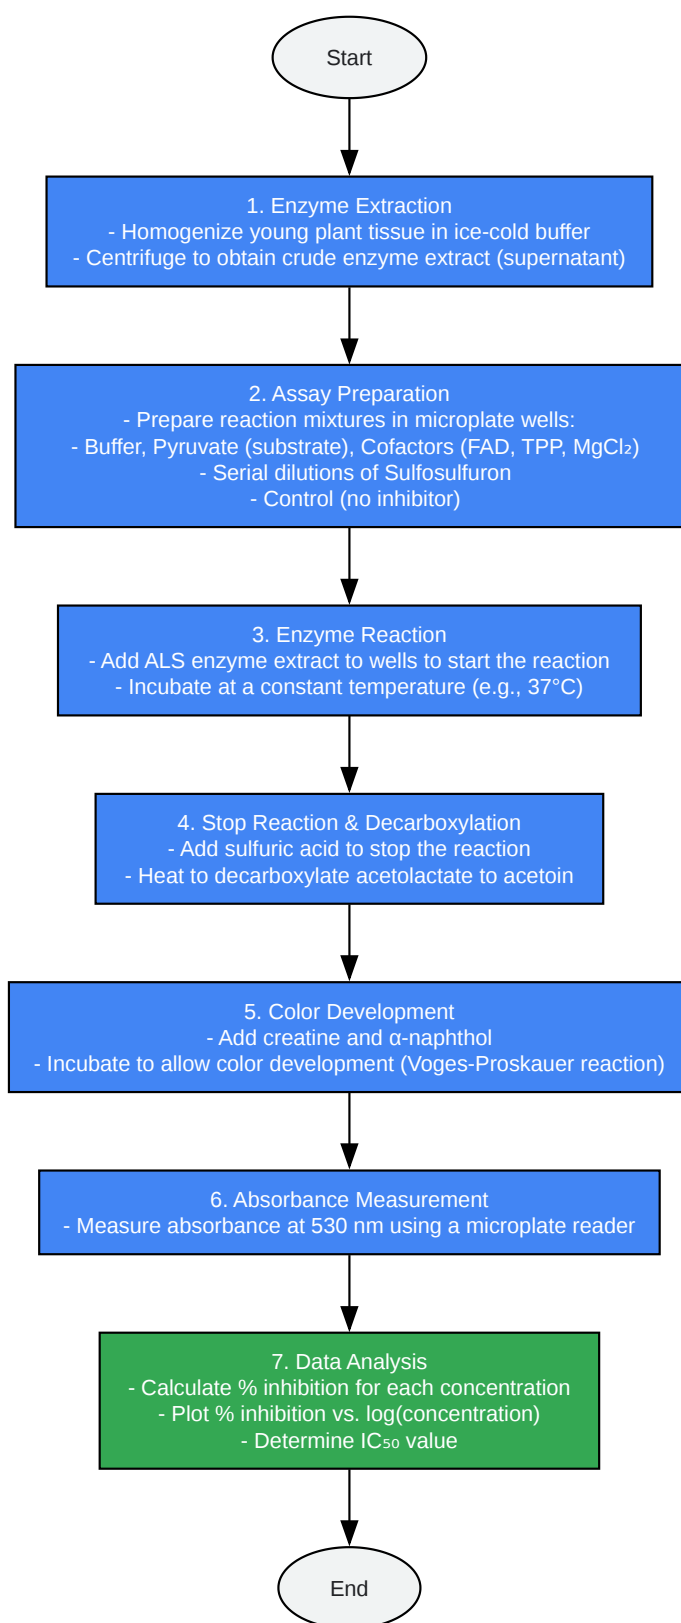 Start
1. Enzyme Extraction
- Homogenize young plant tissue in ice-cold buffer
- Centrifuge to obtain crude enzyme extract (supernatant)
2. Assay Preparation
- Prepare reaction mixtures in microplate wells:
- Buffer, Pyruvate (substrate), Cofactors (FAD, TPP, MgCl₂)
- Serial dilutions of Sulfosulfuron
- Control (no inhibitor)
3. Enzyme Reaction
- Add ALS enzyme extract to wells to start the reaction
- Incubate at a constant temperature (e.g., 37°C)
4. Stop Reaction & Decarboxylation
- Add sulfuric acid to stop the reaction
- Heat to decarboxylate acetolactate to acetoin
5. Color Development
- Add creatine and α-naphthol
- Incubate to allow color development (Voges-Proskauer reaction)
6. Absorbance Measurement
- Measure absorbance at 530 nm using a microplate reader
7. Data Analysis
- Calculate % inhibition for each concentration
- Plot % inhibition vs. log(concentration)
- Determine IC₅₀ value
End